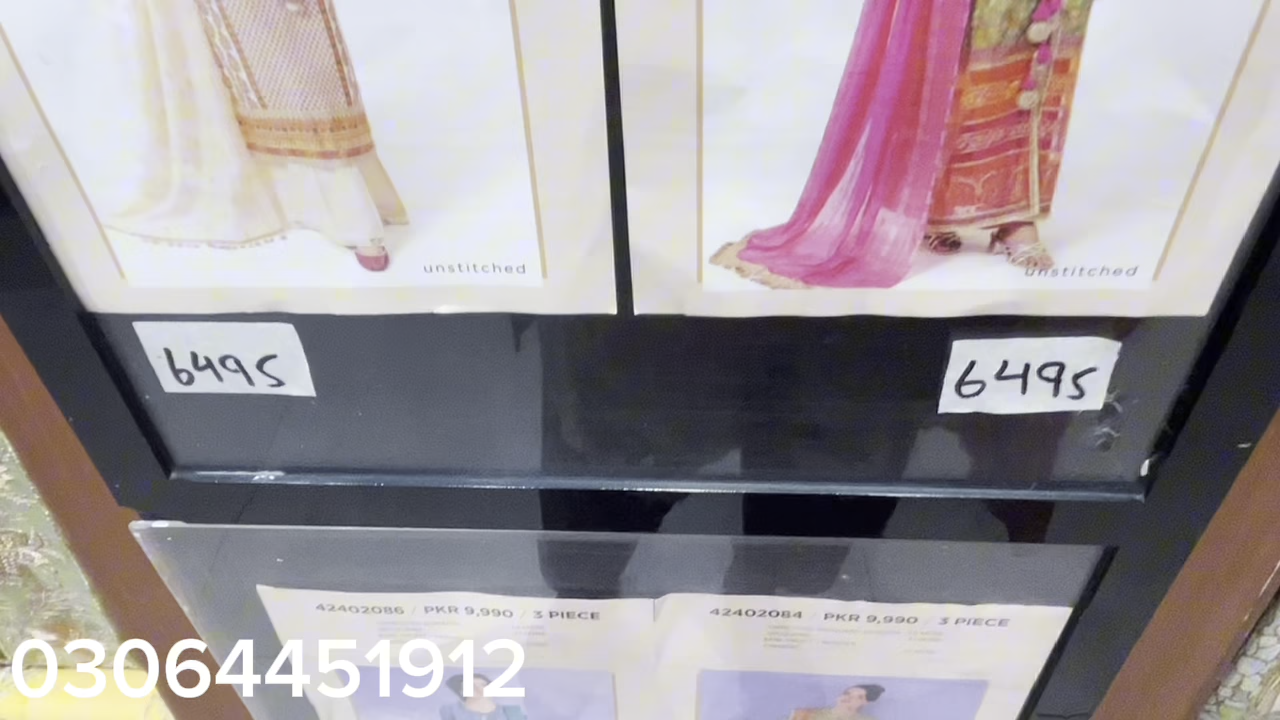 unstitched
unstitched
6495
6495
42402086 / PKR 9,990 / 3 PIECE
42402084 / PKR 9,990 / 3 PIECE
03064451912